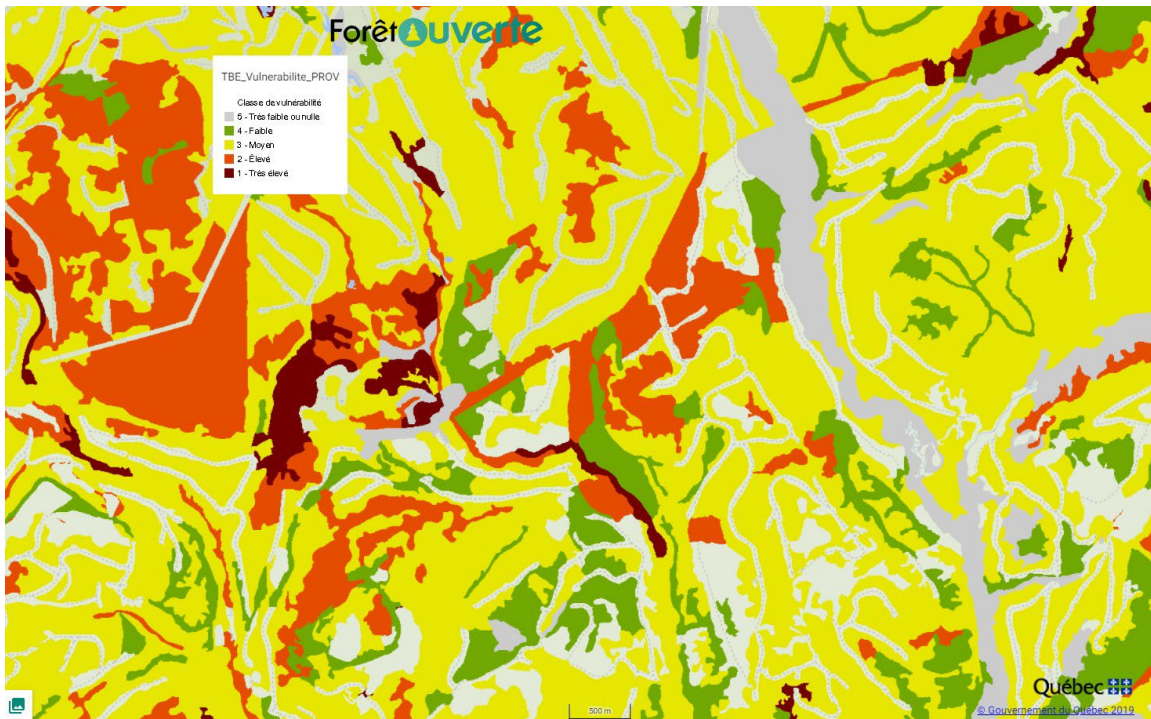 ForêtOuverte
TBE_Vulnerabilite_PROV
Classe de vulnérabilité
5 - Très faible ou nulle
4 - Faible
3 - Moyen
2 - Élevé
1 - Très élevé
Québec
500 m
© Gouvernement du Québec 2019